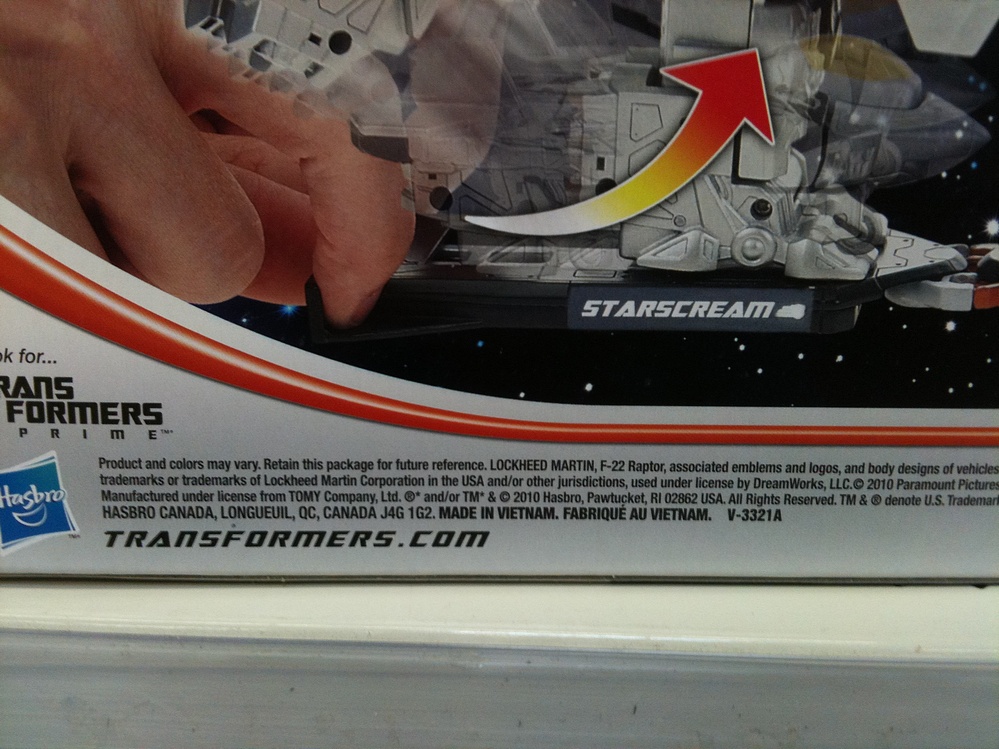 STARSCREAM
ok for...
TRANS
FORMERS
PRIME™
Hasbro
™
Product and colors may vary. Retain this package for future reference. LOCKHEED MARTIN, F-22 Raptor, associated emblems and logos, and body designs of vehicles
trademarks or trademarks of Lockheed Martin Corporation in the USA and/or other jurisdictions, used under license by DreamWorks, LLC.© 2010 Paramount Pictures
Manufactured under license from TOMY Company, Ltd. ®* and/or TM* & © 2010 Hasbro, Pawtucket, RI 02862 USA. All Rights Reserved. TM & ® denote U.S. Trademar
HASBRO CANADA, LONGUEUIL, QC, CANADA J4G 1G2. MADE IN VIETNAM. FABRIQUÉ AU VIETNAM. V-3321A
TRANSFORMERS.COM